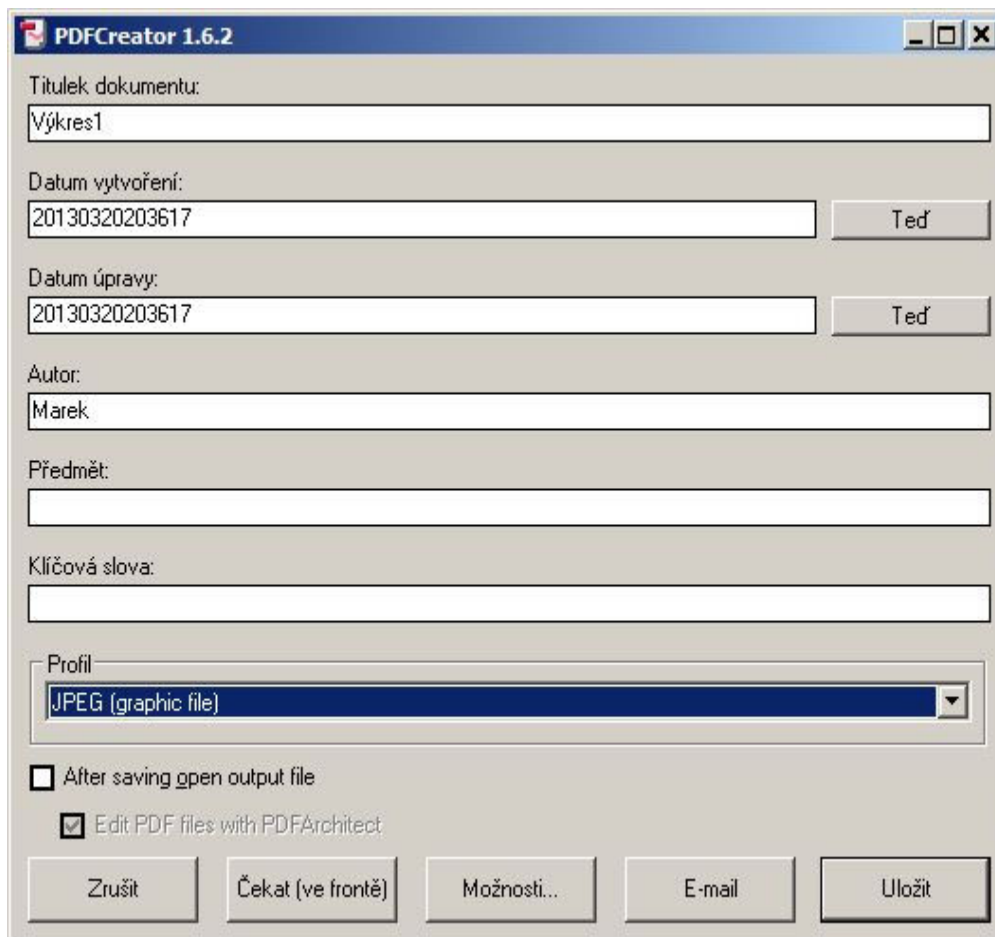 PDFCreator 1.6.2
Titulek dokumentu:
Výkres1
Datum vytvoření:
20130320203617
Teď
Datum úpravy:
20130320203617
Teď
Autor:
Marek
Předmět:
Klíčová slova:
Profil
JPEG (graphic file)
After saving open output file
Edit PDF files with PDFArchitect
Zrušit
Čekat (ve frontě)
Možnosti...
E-mail
Uložit